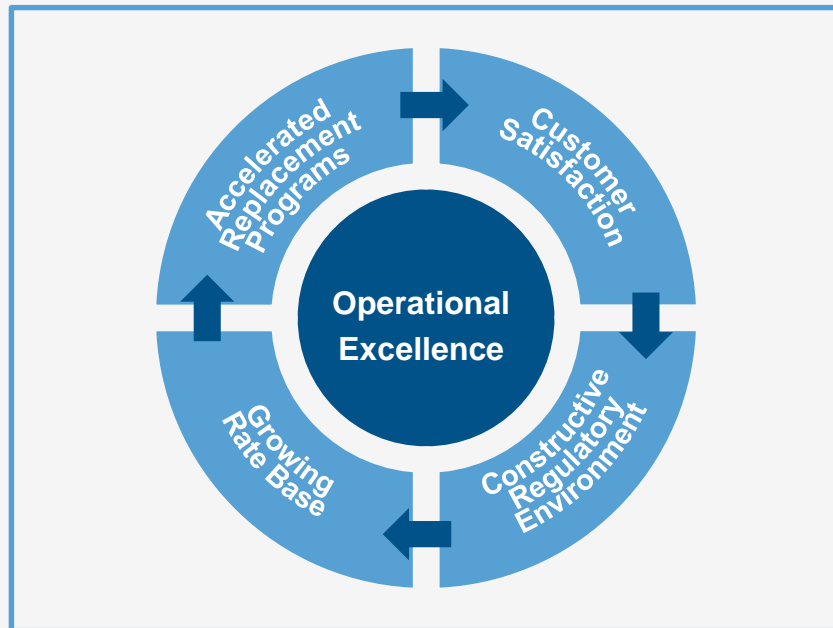 Accelerated
Replacement
Programs
Customer
Satisfaction
Operational
Excellence
Growing
Rate Base
Constructive
Regulatory
Environment